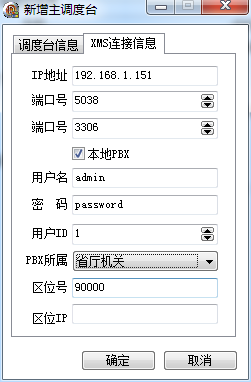 新增主调度台
调度台信息 XMS连接信息
IP地址 192.168.1.151
端口号 5038
端口号 3306
本地PBX
用户名 admin
密 码 password
用户ID 1
PBX所属 省厅机关
区位号 90000
区位IP
确定 取消